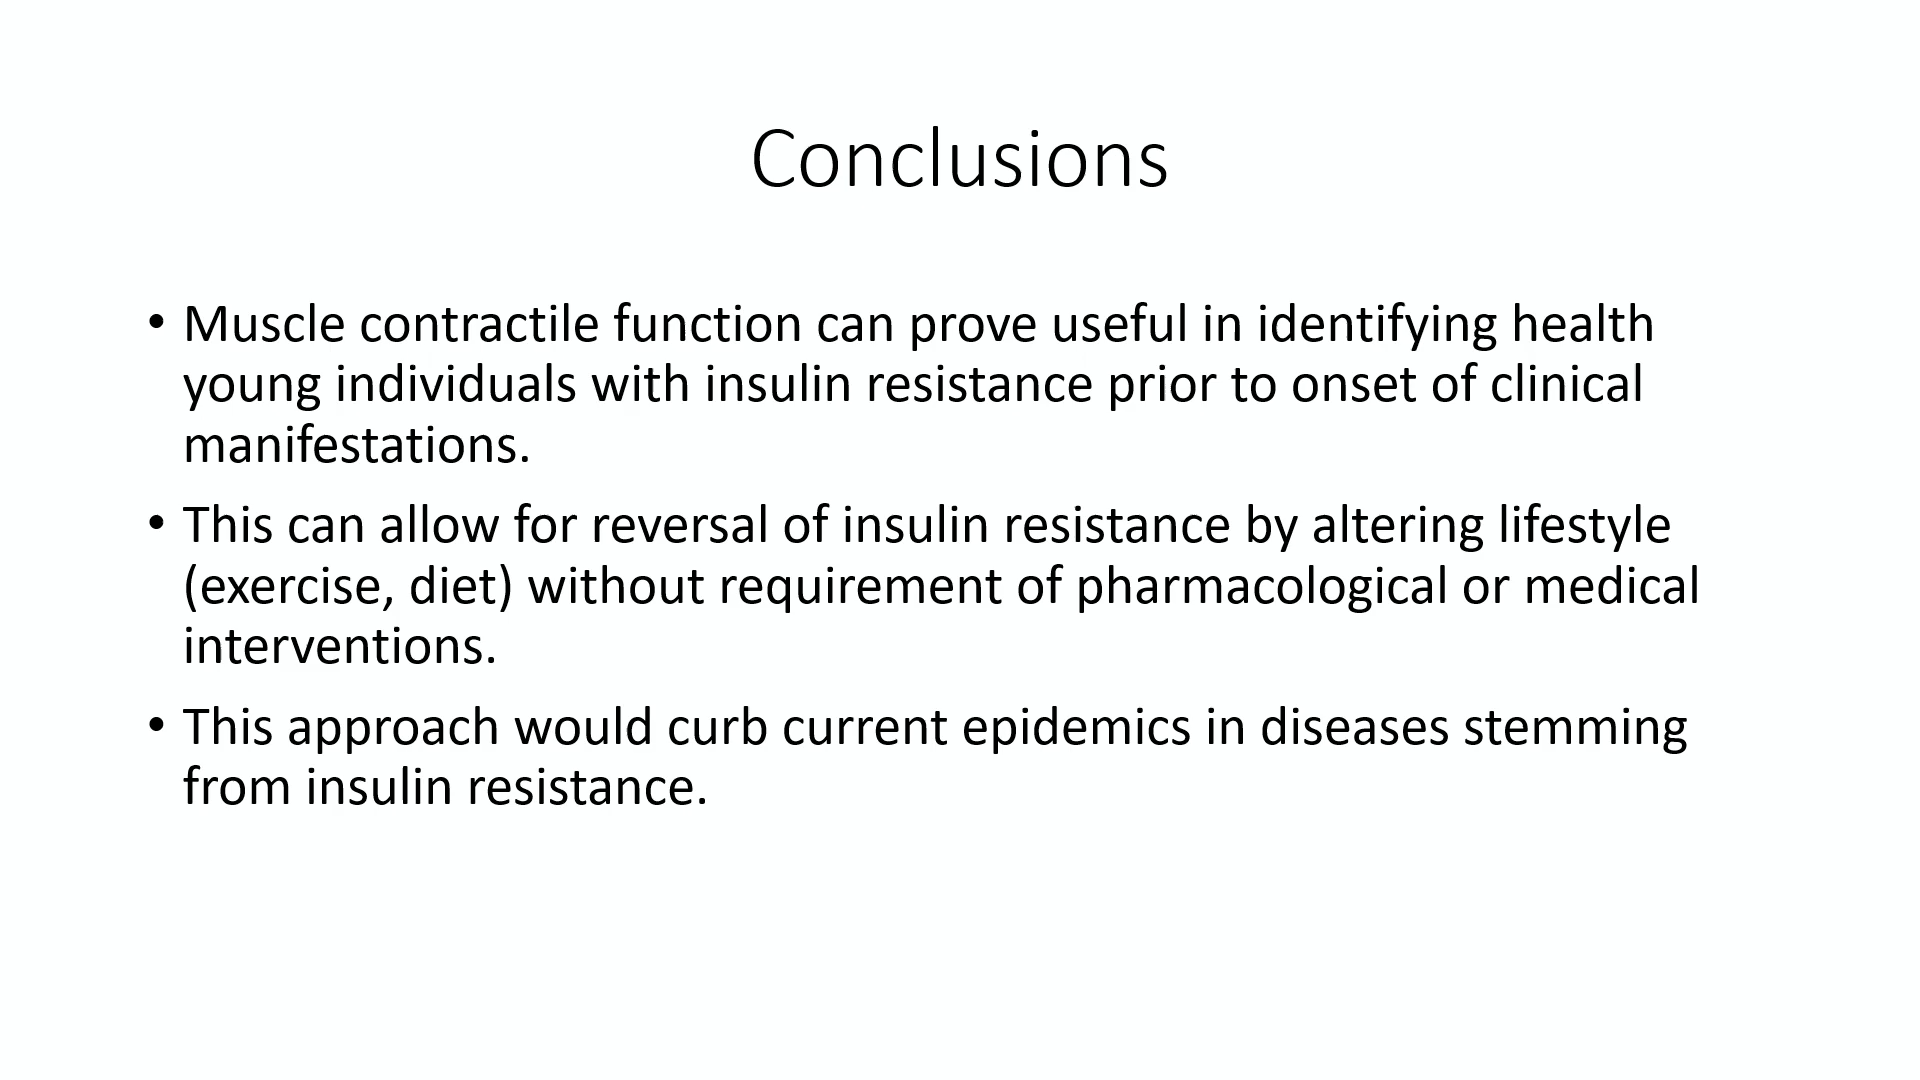 Conclusions
• Muscle contractile function can prove useful in identifying health
young individuals with insulin resistance prior to onset of clinical
manifestations.
• This can allow for reversal of insulin resistance by altering lifestyle
(exercise, diet) without requirement of pharmacological or medical
interventions.
• This approach would curb current epidemics in diseases stemming
from insulin resistance.